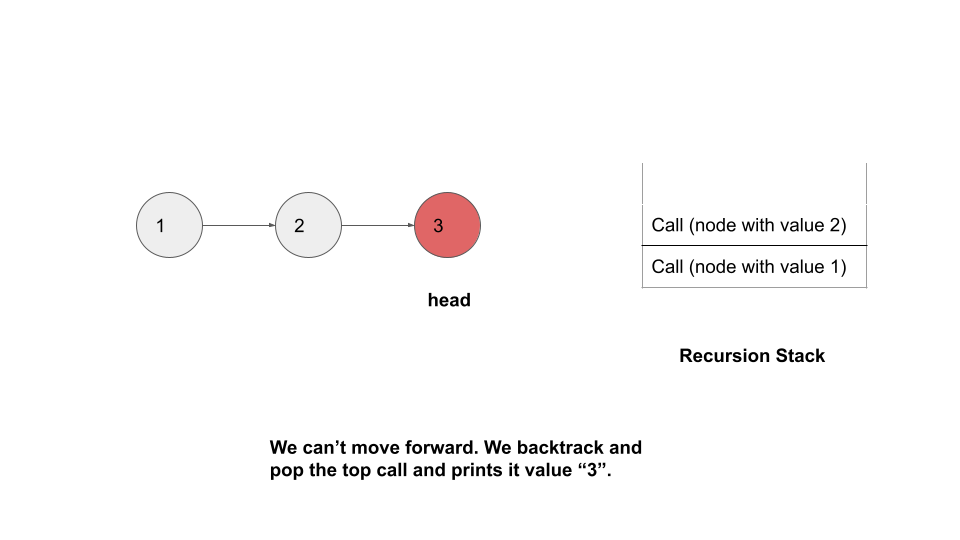 1
2
3
head
Call (node with value 2)
Call (node with value 1)
Recursion Stack
We can’t move forward. We backtrack and
pop the top call and prints it value “3”.